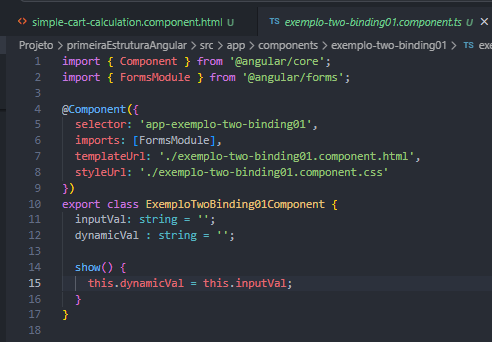 <> simple-cart-calculation.component.html U
TS exemplo-two-binding01.component.ts U ×
Projeto > primeiraEstruturaAngular > src > app > components > exemplo-two-binding01 > TS exe
1 import { Component } from '@angular/core';
2 import { FormsModule } from '@angular/forms';
3
4 @Component({
5   selector: 'app-exemplo-two-binding01',
6   imports: [FormsModule],
7   templateUrl: './exemplo-two-binding01.component.html',
8   styleUrl: './exemplo-two-binding01.component.css'
9 })
10 export class ExemploTwoBinding01Component {
11   inputVal: string = '';
12   dynamicVal : string = '';
13
14   show() {
15     this.dynamicVal = this.inputVal;
16   }
17 }
18